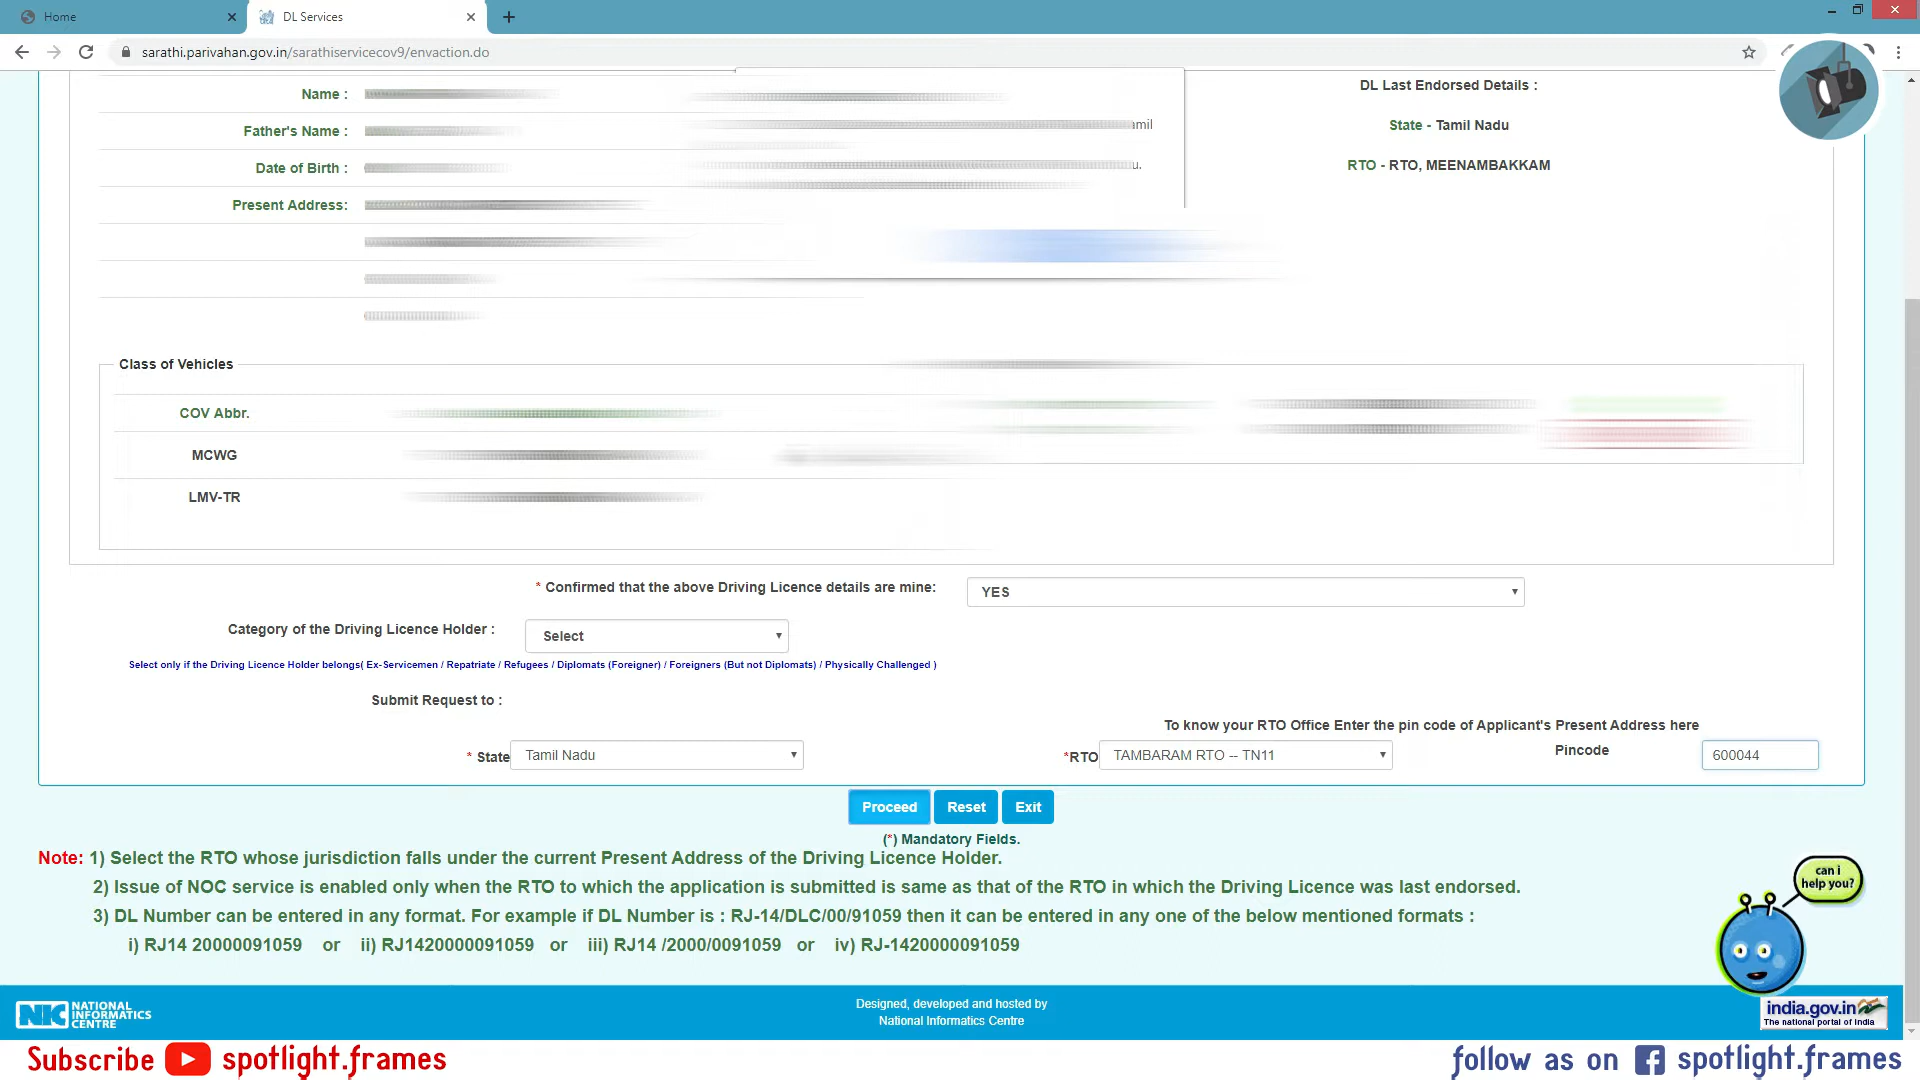 Home
DL Services
sarathi.parivahan.gov.in/sarathiservicecov9/envaction.do
Name :
Father's Name :
Date of Birth :
Present Address:
DL Last Endorsed Details :
State - Tamil Nadu
RTO - RTO, MEENAMBAKKAM
Class of Vehicles
COV Abbr.
MCWG
LMV-TR
* Confirmed that the above Driving Licence details are mine: YES
Category of the Driving Licence Holder : Select
Select only if the Driving Licence Holder belongs( Ex-Servicemen / Repatriate / Refugees / Diplomats (Foreigner) / Foreigners (But not Diplomats) / Physically Challenged )
Submit Request to :
To know your RTO Office Enter the pin code of Applicant's Present Address here
* State Tamil Nadu *RTO TAMBARAM RTO -- TN11 Pincode 600044
Proceed Reset Exit
(*) Mandatory Fields.
Note: 1) Select the RTO whose jurisdiction falls under the current Present Address of the Driving Licence Holder.
2) Issue of NOC service is enabled only when the RTO to which the application is submitted is same as that of the RTO in which the Driving Licence was last endorsed.
3) DL Number can be entered in any format. For example if DL Number is : RJ-14/DLC/00/91059 then it can be entered in any one of the below mentioned formats :
i) RJ14 20000091059 or ii) RJ1420000091059 or iii) RJ14 /2000/0091059 or iv) RJ-1420000091059
can i
help you?
NIC NATIONAL
INFORMATICS
CENTRE
Designed, developed and hosted by
National Informatics Centre
india.gov.in
The national portal of India
Subscribe spotlight.frames
follow as on spotlight.frames